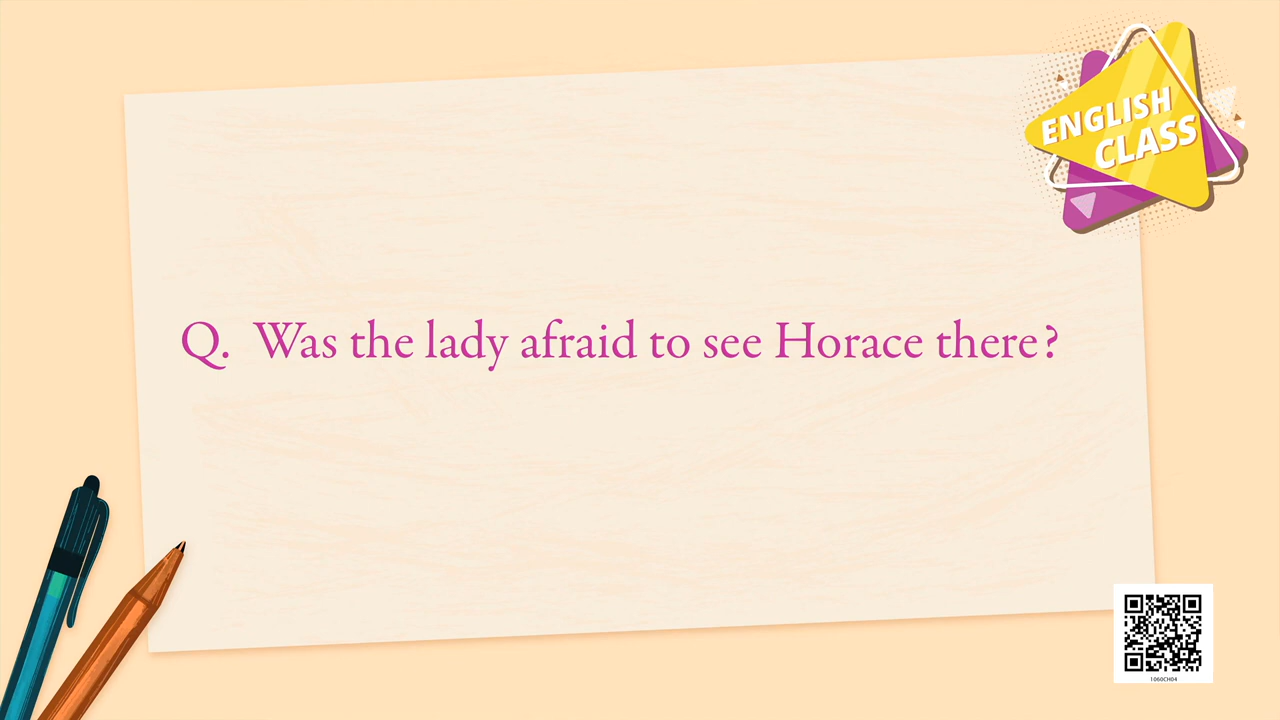 ENGLISH
CLASS
Q. Was the lady afraid to see Horace there?
1060CH04